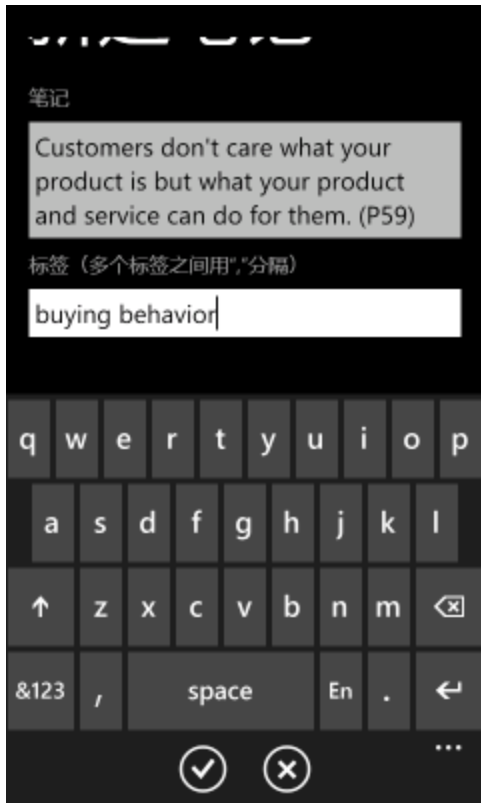 笔记
Customers don't care what your
product is but what your product
and service can do for them. (P59)
标签（多个标签之间用","分隔）
buying behavior
q w e r t y u i o p
a s d f g h j k l
z x c v b n m
&123 , space En .